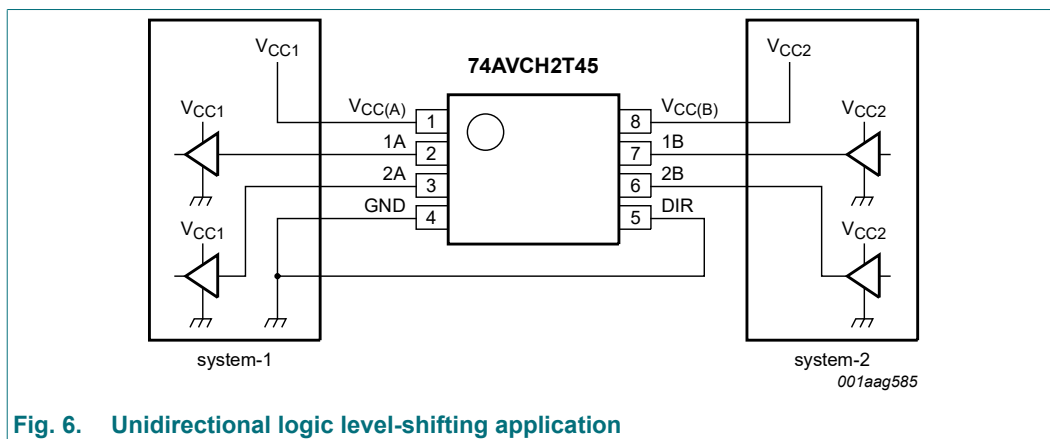 VCC1
VCC2
74AVCH2T45
VCC(A)
1
8
VCC(B)
VCC1
1A
2
7
1B
VCC2
2A
3
6
2B
GND
4
5
DIR
VCC1
VCC2
system-1
system-2
001aag585
Fig. 6. Unidirectional logic level-shifting application